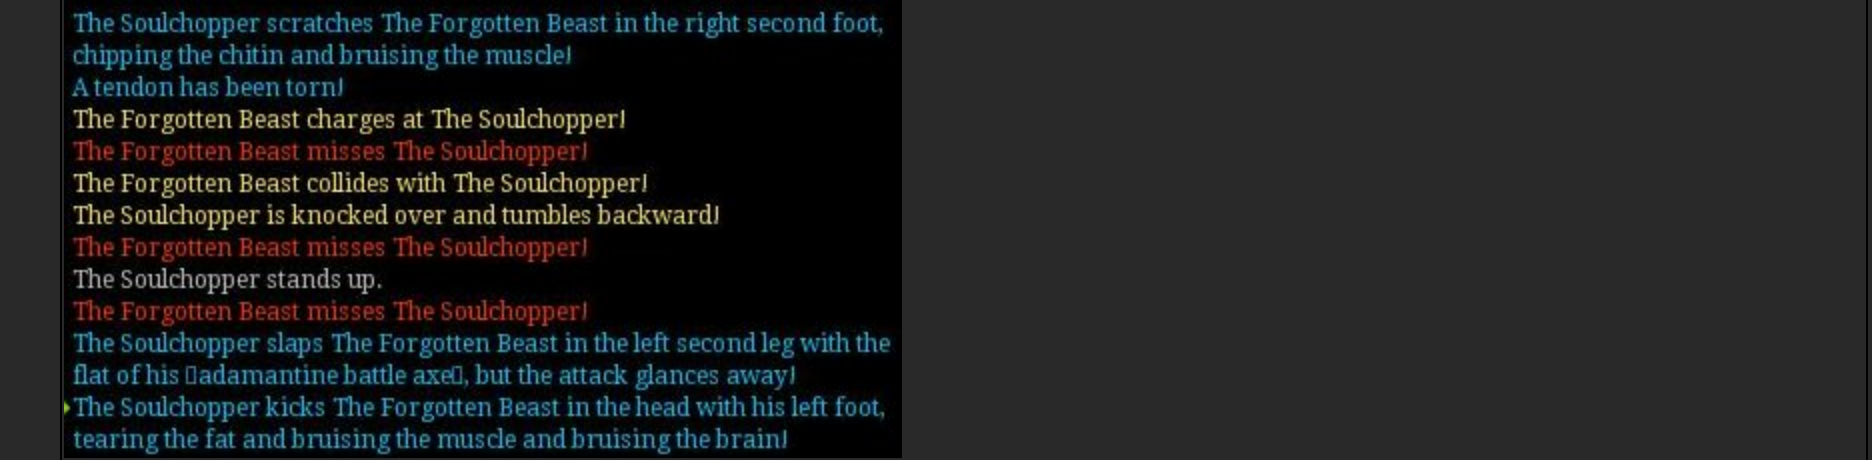 The Soulchopper scratches The Forgotten Beast in the right second foot,
chipping the chitin and bruising the muscle!
A tendon has been torn!
The Forgotten Beast charges at The Soulchopper!
The Forgotten Beast misses The Soulchopper!
The Forgotten Beast collides with The Soulchopper!
The Soulchopper is knocked over and tumbles backward!
The Forgotten Beast misses The Soulchopper!
The Soulchopper stands up.
The Forgotten Beast misses The Soulchopper!
The Soulchopper slaps The Forgotten Beast in the left second leg with the
flat of his ▯adamantine battle axe▯, but the attack glances away!
The Soulchopper kicks The Forgotten Beast in the head with his left foot,
tearing the fat and bruising the muscle and bruising the brain!